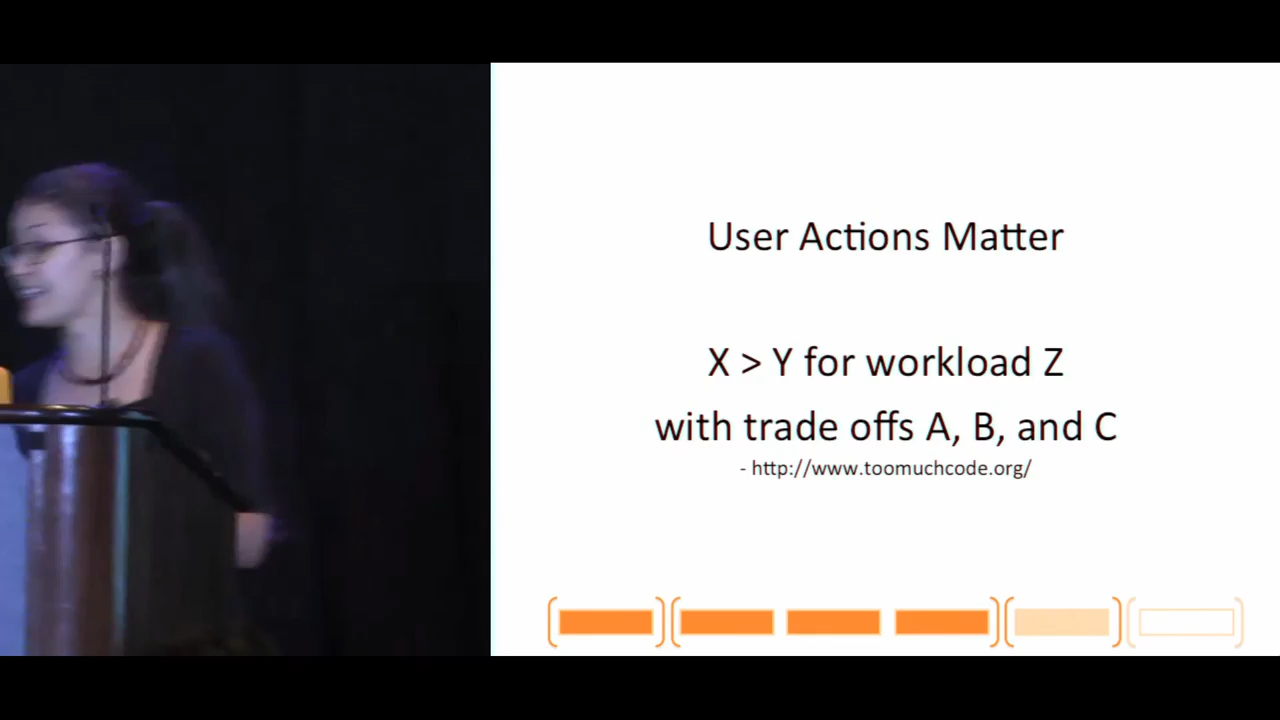 User Actions Matter
X > Y for workload Z
with trade offs A, B, and C
- http://www.toomuchcode.org/